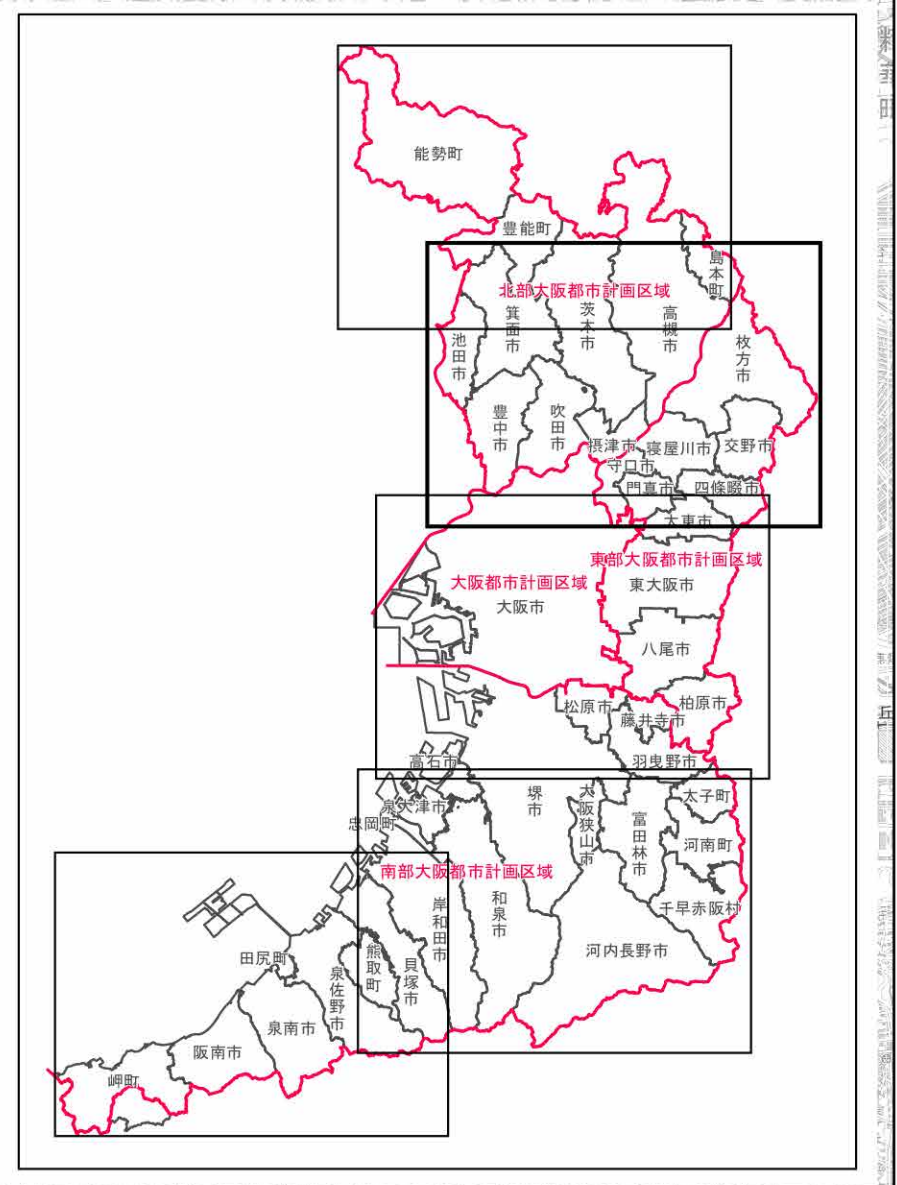 能勢町
豊能町
島本町
北部大阪都市計画区域
池田市
箕面市
茨木市
高槻市
枚方市
豊中市
吹田市
摂津市
寝屋川市
交野市
守口市
門真市
四條畷市
大東市
東部大阪都市計画区域
大阪都市計画区域
東大阪市
大阪市
八尾市
柏原市
松原市
藤井寺市
羽曳野市
高石市
堺市
大阪狭山市
富田林市
太子町
泉大津市
忠岡町
河南町
南部大阪都市計画区域
岸和田市
和泉市
千早赤阪村
河内長野市
田尻町
泉佐野市
熊取町
貝塚市
泉南市
阪南市
岬町